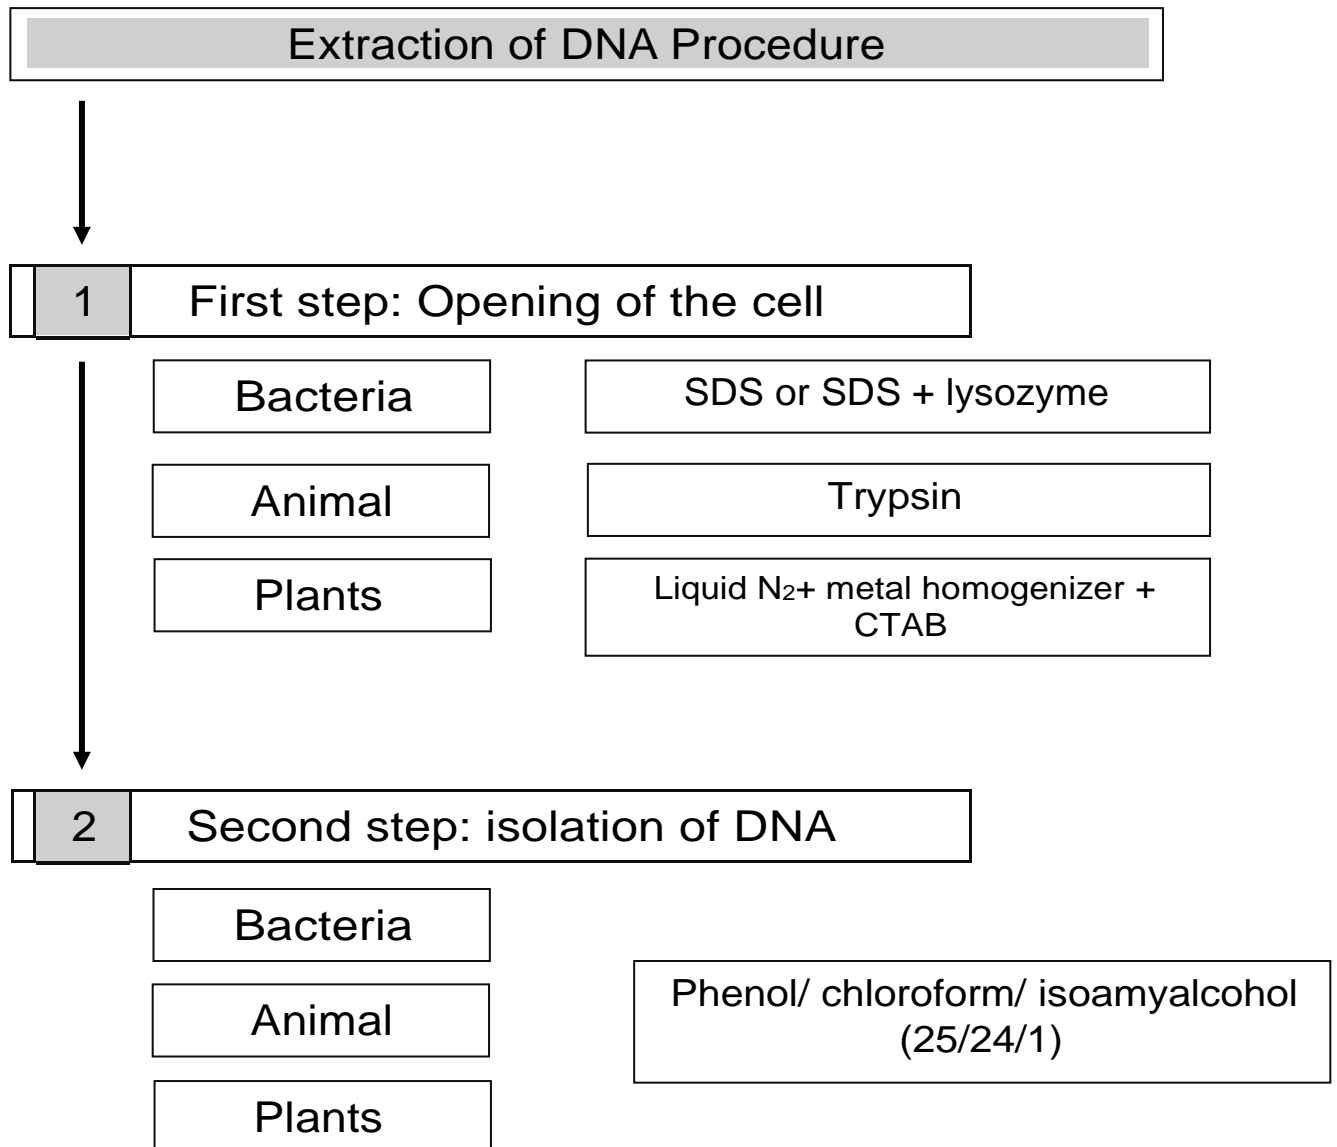 Extraction of DNA Procedure
1 First step: Opening of the cell
Bacteria SDS or SDS + lysozyme
Animal Trypsin
Plants Liquid N₂+ metal homogenizer +
CTAB
2 Second step: isolation of DNA
Bacteria
Animal
Phenol/ chloroform/ isoamyalcohol
(25/24/1)
Plants